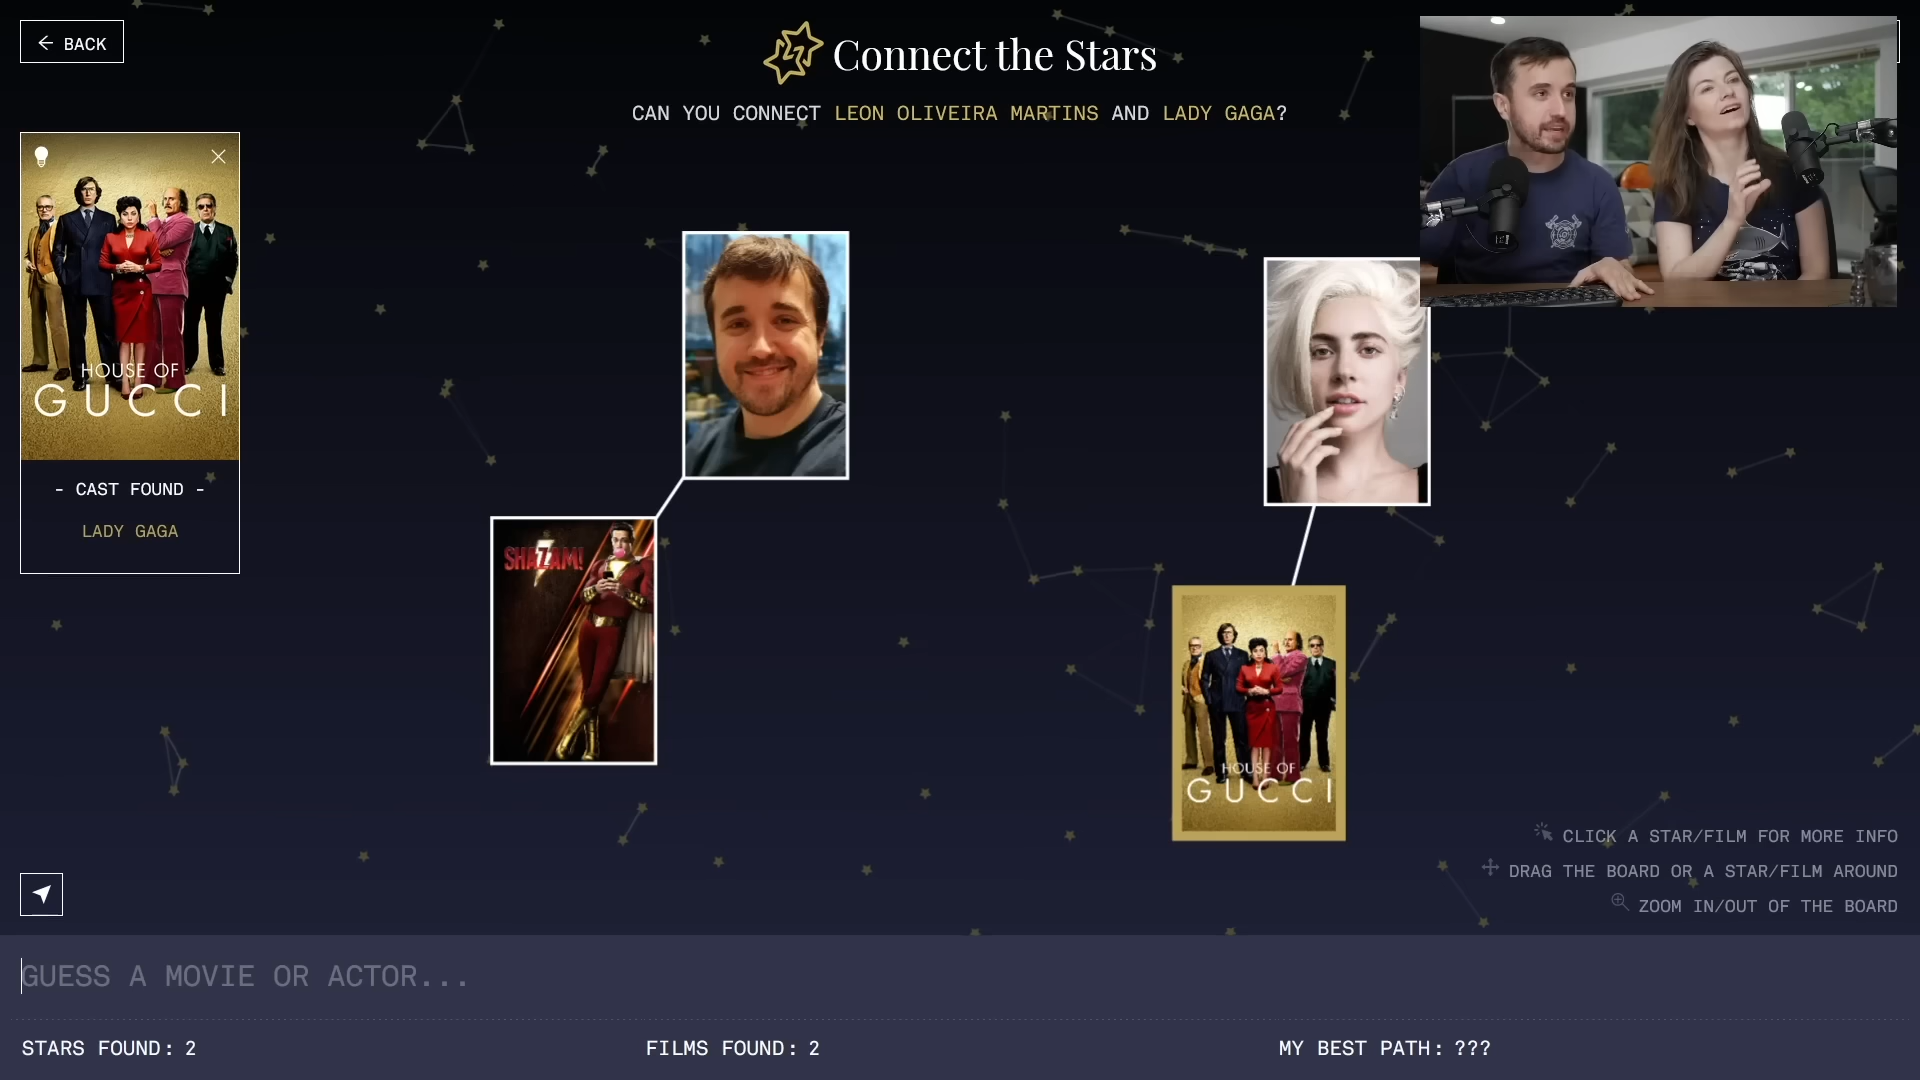 BACK
Connect the Stars
CAN YOU CONNECT LEON OLIVEIRA MARTINS AND LADY GAGA?
HOUSE OF
GUCCI
- CAST FOUND -
LADY GAGA
SHAZAM!
HOUSE OF
GUCCI
CLICK A STAR/FILM FOR MORE INFO
DRAG THE BOARD OR A STAR/FILM AROUND
ZOOM IN/OUT OF THE BOARD
GUESS A MOVIE OR ACTOR...
STARS FOUND: 2
FILMS FOUND: 2
MY BEST PATH: ???